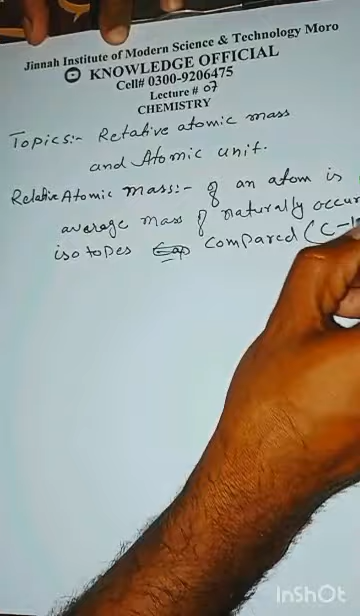 Jinnah Institute of Modern Science & Technology Moro
KNOWLEDGE OFFICIAL
Cell# 0300-9206475
Lecture # 07
CHEMISTRY
Topics:- Relative atomic mass
and Atomic unit.
Relative Atomic mass:- of an atom is
average mass of naturally occur
isotopes compared (C-1
InShOt